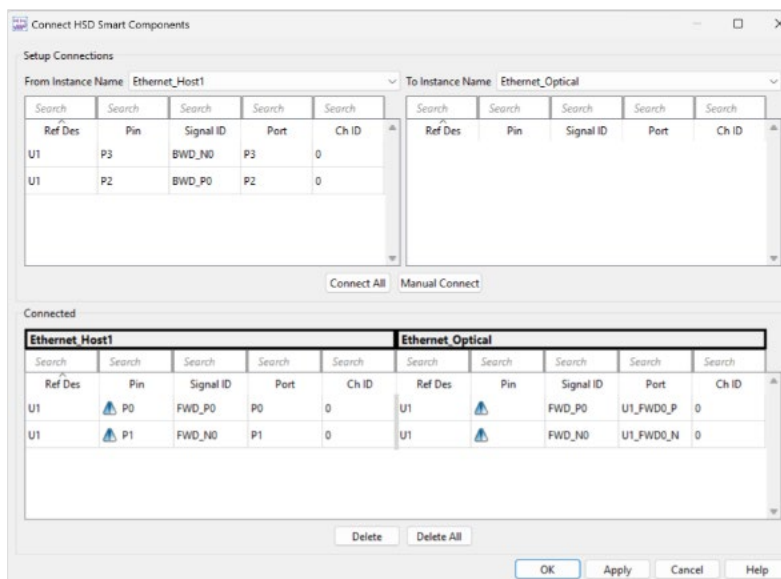 Connect HSD Smart Components
Setup Connections
From Instance Name Ethernet_Host1 To Instance Name Ethernet_Optical
Search Search Search Search Search Search Search Search Search Search
Ref Des Pin Signal ID Port Ch ID Ref Des Pin Signal ID Port Ch ID
U1 P3 BWD_N0 P3 0
U1 P2 BWD_P0 P2 0
Connect All Manual Connect
Connected
Ethernet_Host1 Ethernet_Optical
Search Search Search Search Search Search Search Search Search Search
Ref Des Pin Signal ID Port Ch ID Ref Des Pin Signal ID Port Ch ID
U1 P0 FWD_P0 P0 0 U1 FWD_P0 U1_FWD0_P 0
U1 P1 FWD_N0 P1 0 U1 FWD_N0 U1_FWD0_N 0
Delete Delete All
OK Apply Cancel Help